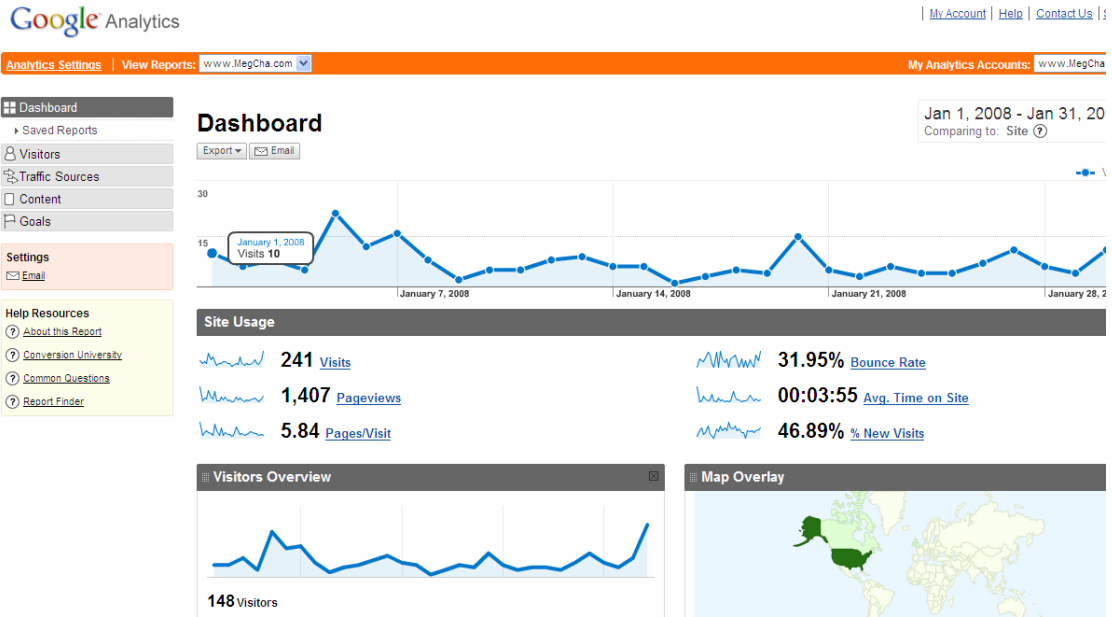 Google Analytics
My Account | Help | Contact Us |
Analytics Settings | View Reports: www.MegCha.com
My Analytics Accounts: www.MegCha
Dashboard
Saved Reports
Visitors
Traffic Sources
Content
Goals
Settings
Email
Help Resources
About this Report
Conversion University
Common Questions
Report Finder
Dashboard
Export Email
Jan 1, 2008 - Jan 31, 20
Comparing to: Site
30
15
January 1, 2008
Visits 10
January 7, 2008
January 14, 2008
January 21, 2008
January 28, 2
Site Usage
241 Visits
1,407 Pageviews
5.84 Pages/Visit
31.95% Bounce Rate
00:03:55 Avg. Time on Site
46.89% % New Visits
Visitors Overview
148 Visitors
Map Overlay